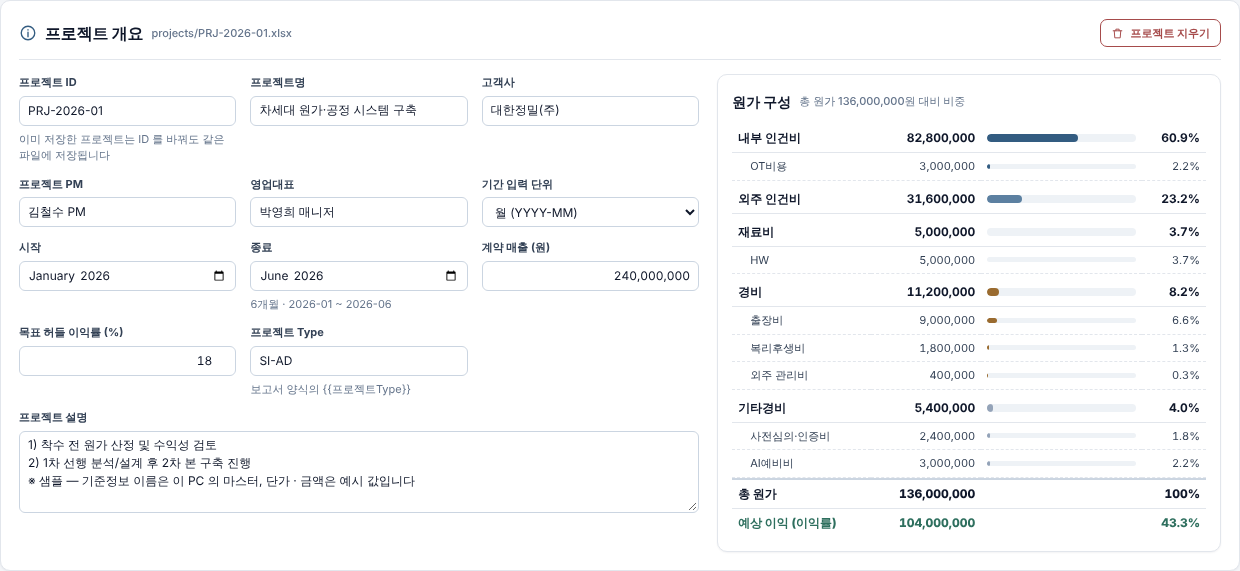 프로젝트 개요 projects/PRJ-2026-01.xlsx
프로젝트 지우기
프로젝트 ID
PRJ-2026-01
이미 저장한 프로젝트는 ID 를 바꿔도 같은
파일에 저장됩니다
프로젝트명
차세대 원가·공정 시스템 구축
고객사
대한정밀(주)
프로젝트 PM
김철수 PM
영업대표
박영희 매니저
기간 입력 단위
월 (YYYY-MM)
시작
January 2026
종료
June 2026
6개월 · 2026-01 ~ 2026-06
계약 매출 (원)
240,000,000
목표 허들 이익률 (%)
18
프로젝트 Type
SI-AD
보고서 양식의 {{프로젝트Type}}
프로젝트 설명
1) 착수 전 원가 산정 및 수익성 검토
2) 1차 선행 분석/설계 후 2차 본 구축 진행
※ 샘플 — 기준정보 이름은 이 PC 의 마스터, 단가 · 금액은 예시 값입니다
원가 구성 총 원가 136,000,000원 대비 비중
내부 인건비 82,800,000 60.9%
OT비용 3,000,000 2.2%
외주 인건비 31,600,000 23.2%
재료비 5,000,000 3.7%
HW 5,000,000 3.7%
경비 11,200,000 8.2%
출장비 9,000,000 6.6%
복리후생비 1,800,000 1.3%
외주 관리비 400,000 0.3%
기타경비 5,400,000 4.0%
사전심의·인증비 2,400,000 1.8%
AI예비비 3,000,000 2.2%
총 원가 136,000,000 100%
예상 이익 (이익률) 104,000,000 43.3%